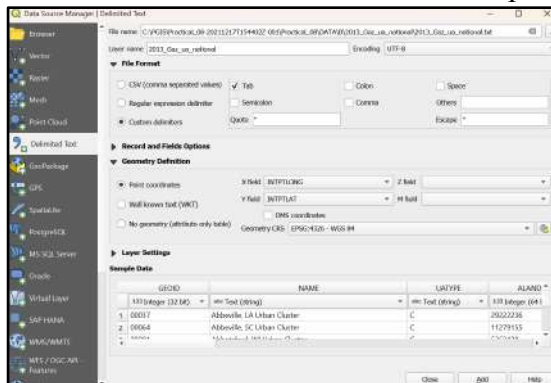 Data Source Manager | Delimited Text
Browser
Vector
Raster
Mesh
Point Cloud
Delimited Text
GeoPackage
GPS
SpatiaLite
PostgreSQL
MS SQL Server
Oracle
Virtual Layer
SAP HANA
WMS/WMTS
WFS / OGC API - Features
File name
Layer name 2013_Gaz_ua_national Encoding UTF-8
File Format
CSV (comma separated values) Tab Colon Space
Regular expression delimiter Semicolon Comma Others
Custom delimiters Quote " Escape "
Record and Fields Options
Geometry Definition
Point coordinates X field INTPTLONG Z field
Well known text (WKT) Y field INTPTLAT M field
DMS coordinates
No geometry (attribute only table) Geometry CRS EPSG:4326 - WGS 84
Layer Settings
Sample Data
GEOID NAME UATYPE ALAND
123 Integer (32 bit) abc Text (string) abc Text (string) 123 Integer (64
1 00037 Abbeville, LA Urban Cluster C 29222236
2 00064 Abbeville, SC Urban Cluster C 11279155
Close Add Help